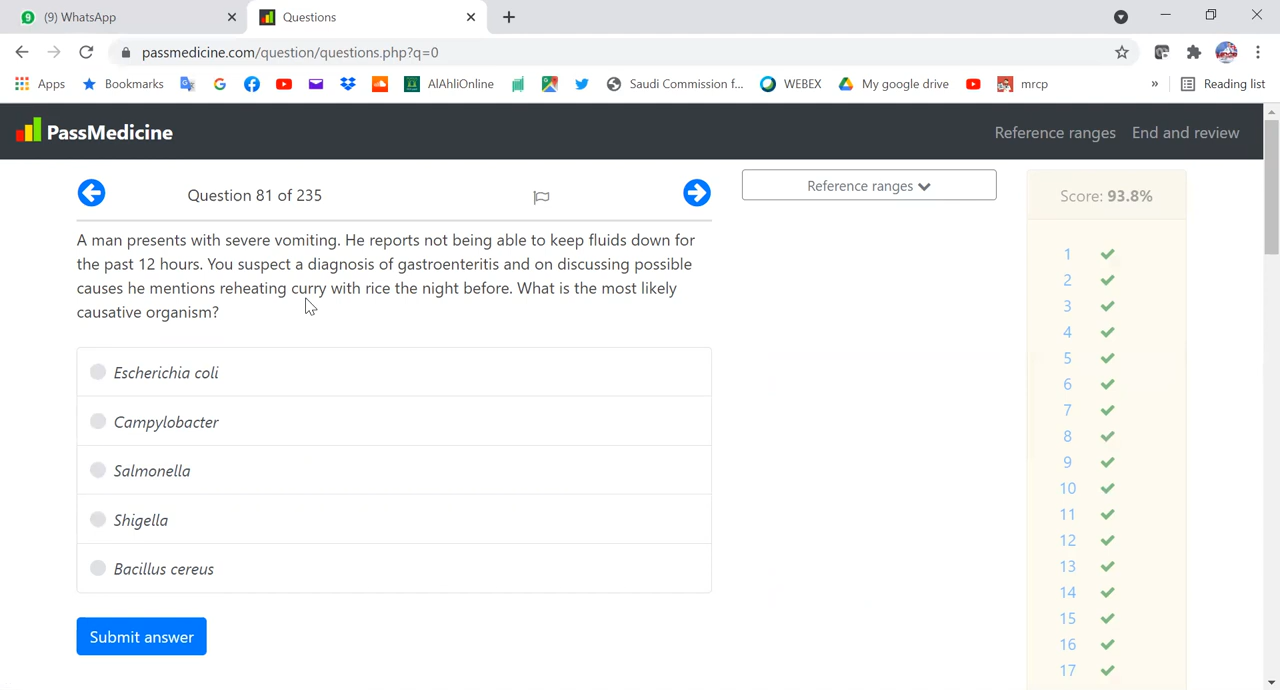 (9) WhatsApp
Questions
passmedicine.com/question/questions.php?q=0
Apps
Bookmarks
AlAhliOnline
Saudi Commission f...
WEBEX
My google drive
mrcp
»
Reading list
PassMedicine
Reference ranges
End and review
Question 81 of 235
Reference ranges
Score: 93.8%
A man presents with severe vomiting. He reports not being able to keep fluids down for
the past 12 hours. You suspect a diagnosis of gastroenteritis and on discussing possible
causes he mentions reheating curry with rice the night before. What is the most likely
causative organism?
Escherichia coli
Campylobacter
Salmonella
Shigella
Bacillus cereus
Submit answer
1
2
3
4
5
6
7
8
9
10
11
12
13
14
15
16
17